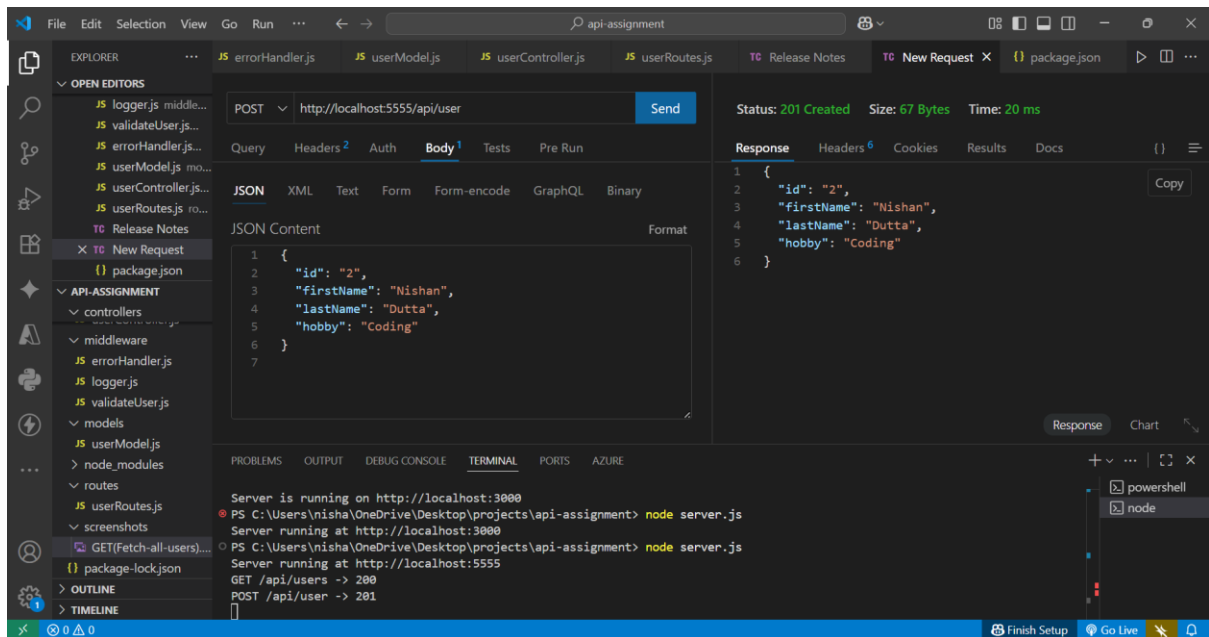 File Edit Selection View Go Run ··· api-assignment
EXPLORER ···
OPEN EDITORS
JS logger.js middle...
JS validateUser.js...
JS errorHandler.js...
JS userModel.js mo...
JS userController.js...
JS userRoutes.js ro...
TC Release Notes
TC New Request
{} package.json
API-ASSIGNMENT
controllers
middleware
JS errorHandler.js
JS logger.js
JS validateUser.js
models
JS userModel.js
node_modules
routes
JS userRoutes.js
screenshots
GET(Fetch-all-users)....
{} package-lock.json
OUTLINE
TIMELINE
1
JS errorHandler.js JS userModel.js JS userController.js JS userRoutes.js TC Release Notes TC New Request {} package.json ···
POST http://localhost:5555/api/user Send
Query Headers 2 Auth Body 1 Tests Pre Run
JSON XML Text Form Form-encode GraphQL Binary
JSON Content Format
1 {
2 "id": "2",
3 "firstName": "Nishan",
4 "lastName": "Dutta",
5 "hobby": "Coding"
6 }
7
Status: 201 Created Size: 67 Bytes Time: 20 ms
Response Headers 6 Cookies Results Docs {}
1 {
2 "id": "2",
3 "firstName": "Nishan",
4 "lastName": "Dutta",
5 "hobby": "Coding"
6 }
Copy
Response Chart
PROBLEMS OUTPUT DEBUG CONSOLE TERMINAL PORTS AZURE
Server is running on http://localhost:3000
PS C:\Users\nisha\OneDrive\Desktop\projects\api-assignment> node server.js
Server running at http://localhost:3000
PS C:\Users\nisha\OneDrive\Desktop\projects\api-assignment> node server.js
Server running at http://localhost:5555
GET /api/users -> 200
POST /api/user -> 201
powershell
node
0 0 Finish Setup Go Live